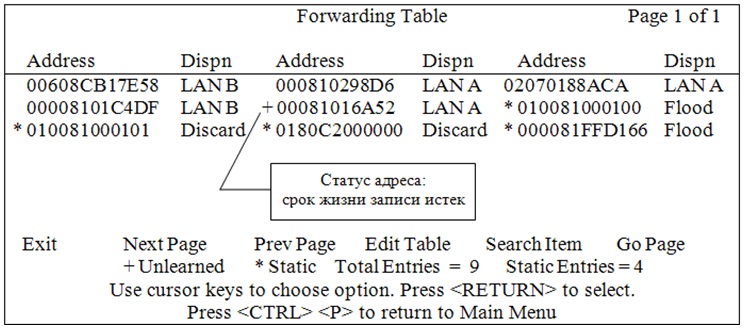 Forwarding Table Page 1 of 1
Address Dispn Address Dispn Address Dispn
00608CB17E58 LAN B 000810298D6 LAN A 02070188ACA LAN A
00008101C4DF LAN B +00081016A52 LAN A *010081000100 Flood
*010081000101 Discard *0180C2000000 Discard *000081FFD166 Flood
Статус адреса:
срок жизни записи истек
Exit Next Page Prev Page Edit Table Search Item Go Page
+ Unlearned * Static Total Entries = 9 Static Entries = 4
Use cursor keys to choose option. Press <RETURN> to select.
Press <CTRL> <P> to return to Main Menu